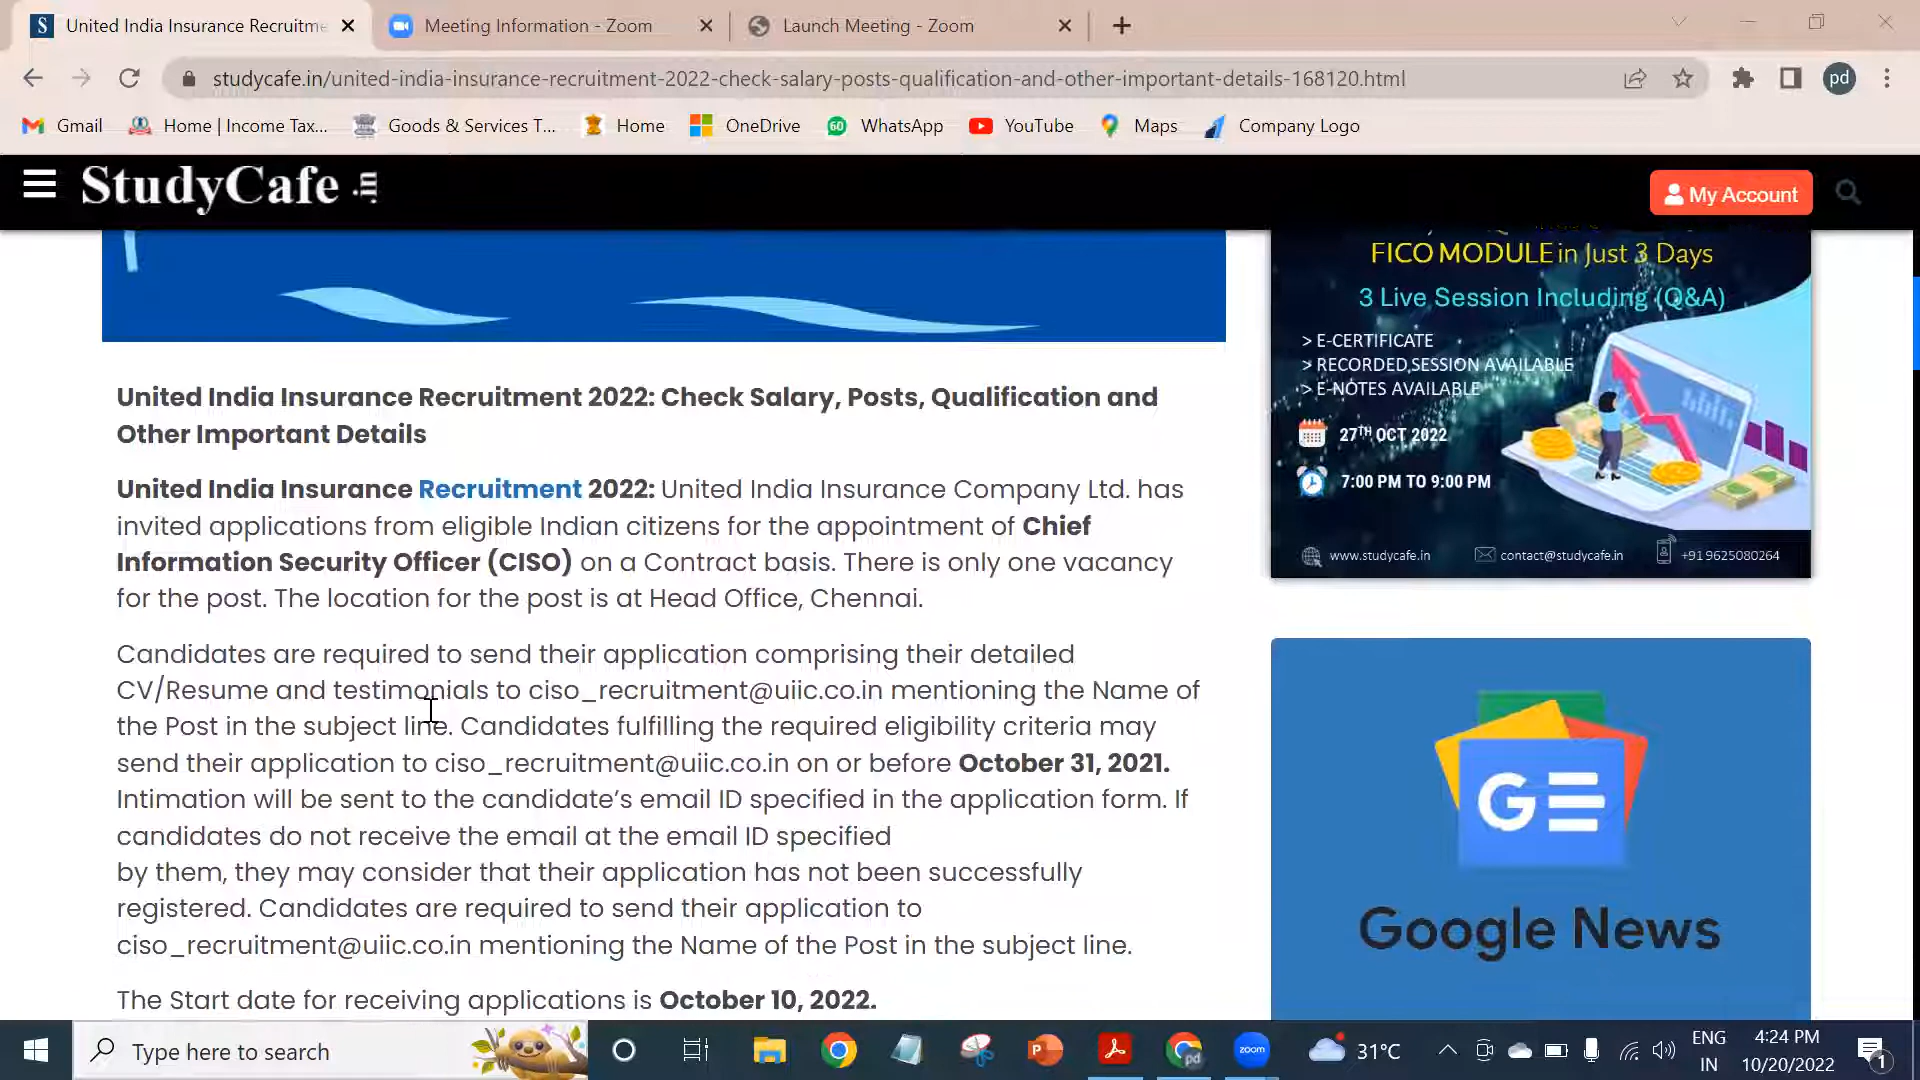 United India Insurance Recruitme
Meeting Information - Zoom
Launch Meeting - Zoom
studycafe.in/united-india-insurance-recruitment-2022-check-salary-posts-qualification-and-other-important-details-168120.html
pd
Gmail
Home | Income Tax...
Goods & Services T...
Home
OneDrive
60
WhatsApp
YouTube
Maps
Company Logo
StudyCafe .in
My Account
FICO MODULE in Just 3 Days
3 Live Session Including (Q&A)
> E-CERTIFICATE
> RECORDED SESSION AVAILABLE
> E-NOTES AVAILABLE
27TH OCT 2022
7:00 PM TO 9:00 PM
www.studycafe.in
contact@studycafe.in
+91 9625080264
United India Insurance Recruitment 2022: Check Salary, Posts, Qualification and
Other Important Details
United India Insurance Recruitment 2022: United India Insurance Company Ltd. has
invited applications from eligible Indian citizens for the appointment of Chief
Information Security Officer (CISO) on a Contract basis. There is only one vacancy
for the post. The location for the post is at Head Office, Chennai.
Candidates are required to send their application comprising their detailed
CV/Resume and testimonials to ciso_recruitment@uiic.co.in mentioning the Name of
the Post in the subject line. Candidates fulfilling the required eligibility criteria may
send their application to ciso_recruitment@uiic.co.in on or before October 31, 2021.
Intimation will be sent to the candidate’s email ID specified in the application form. If
candidates do not receive the email at the email ID specified
by them, they may consider that their application has not been successfully
registered. Candidates are required to send their application to
ciso_recruitment@uiic.co.in mentioning the Name of the Post in the subject line.
The Start date for receiving applications is October 10, 2022.
G
Google News
Type here to search
pd
zoom
31°C
ENG
IN
4:24 PM
10/20/2022
1